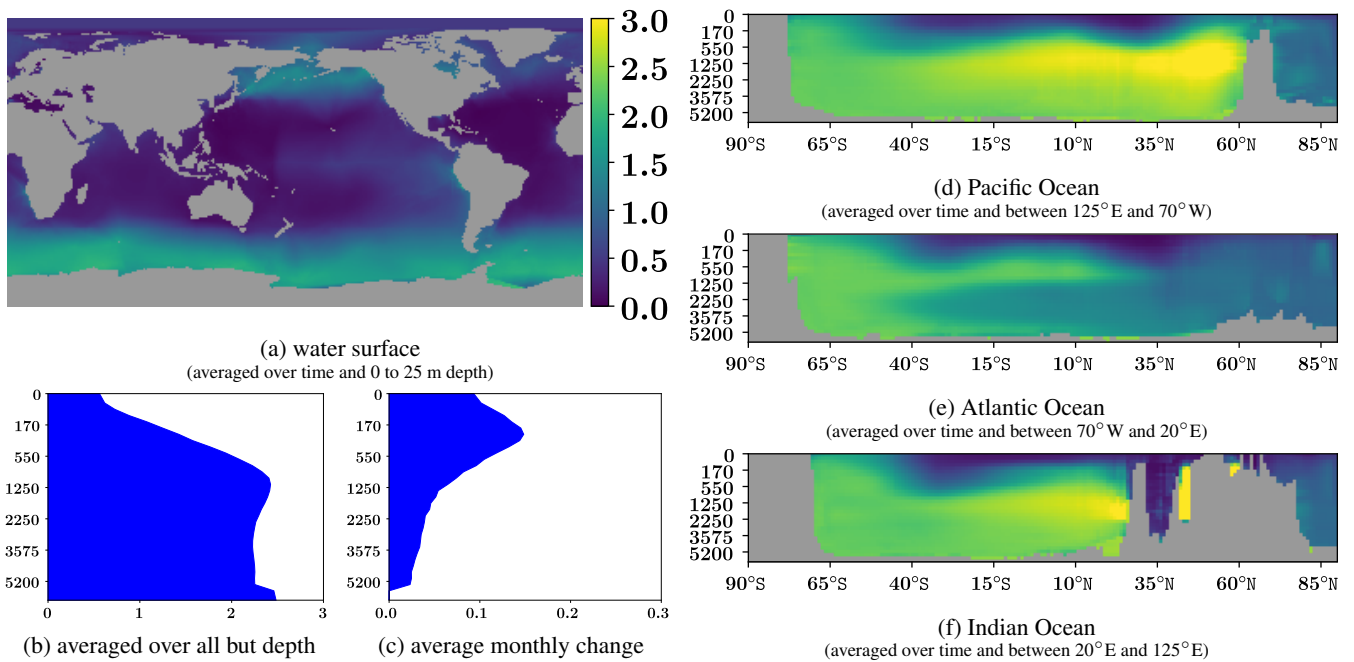 3.0
2.5
2.0
1.5
1.0
0.5
0.0
(a) water surface
(averaged over time and 0 to 25 m depth)
0
170
550
1250
2250
3575
5200
0 1 2 3
(b) averaged over all but depth
0
170
550
1250
2250
3575
5200
0.0 0.1 0.2 0.3
(c) average monthly change
0
170
550
1250
2250
3575
5200
90°S 65°S 40°S 15°S 10°N 35°N 60°N 85°N
(d) Pacific Ocean
(averaged over time and between 125°E and 70°W)
0
170
550
1250
2250
3575
5200
90°S 65°S 40°S 15°S 10°N 35°N 60°N 85°N
(e) Atlantic Ocean
(averaged over time and between 70°W and 20°E)
0
170
550
1250
2250
3575
5200
90°S 65°S 40°S 15°S 10°N 35°N 60°N 85°N
(f) Indian Ocean
(averaged over time and between 20°E and 125°E)